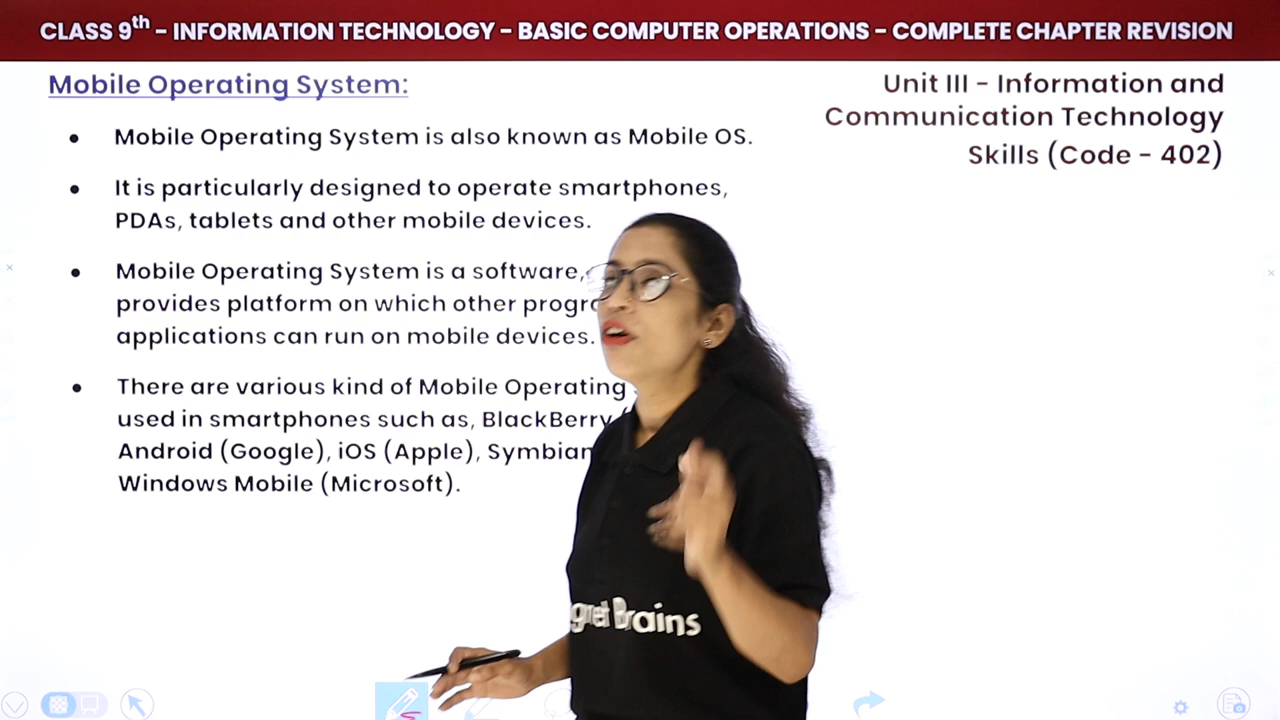 CLASS 9th – INFORMATION TECHNOLOGY – BASIC COMPUTER OPERATIONS – COMPLETE CHAPTER REVISION
Mobile Operating System:
Unit III – Information and
Communication Technology
Skills (Code – 402)
• Mobile Operating System is also known as Mobile OS.
• It is particularly designed to operate smartphones,
PDAs, tablets and other mobile devices.
• Mobile Operating System is a software,
provides platform on which other
applications can run on mobile devices.
• There are various kind of Mobile Operating
used in smartphones such as, BlackBerry
Android (Google), iOS (Apple), Symbian
Windows Mobile (Microsoft).
Brains